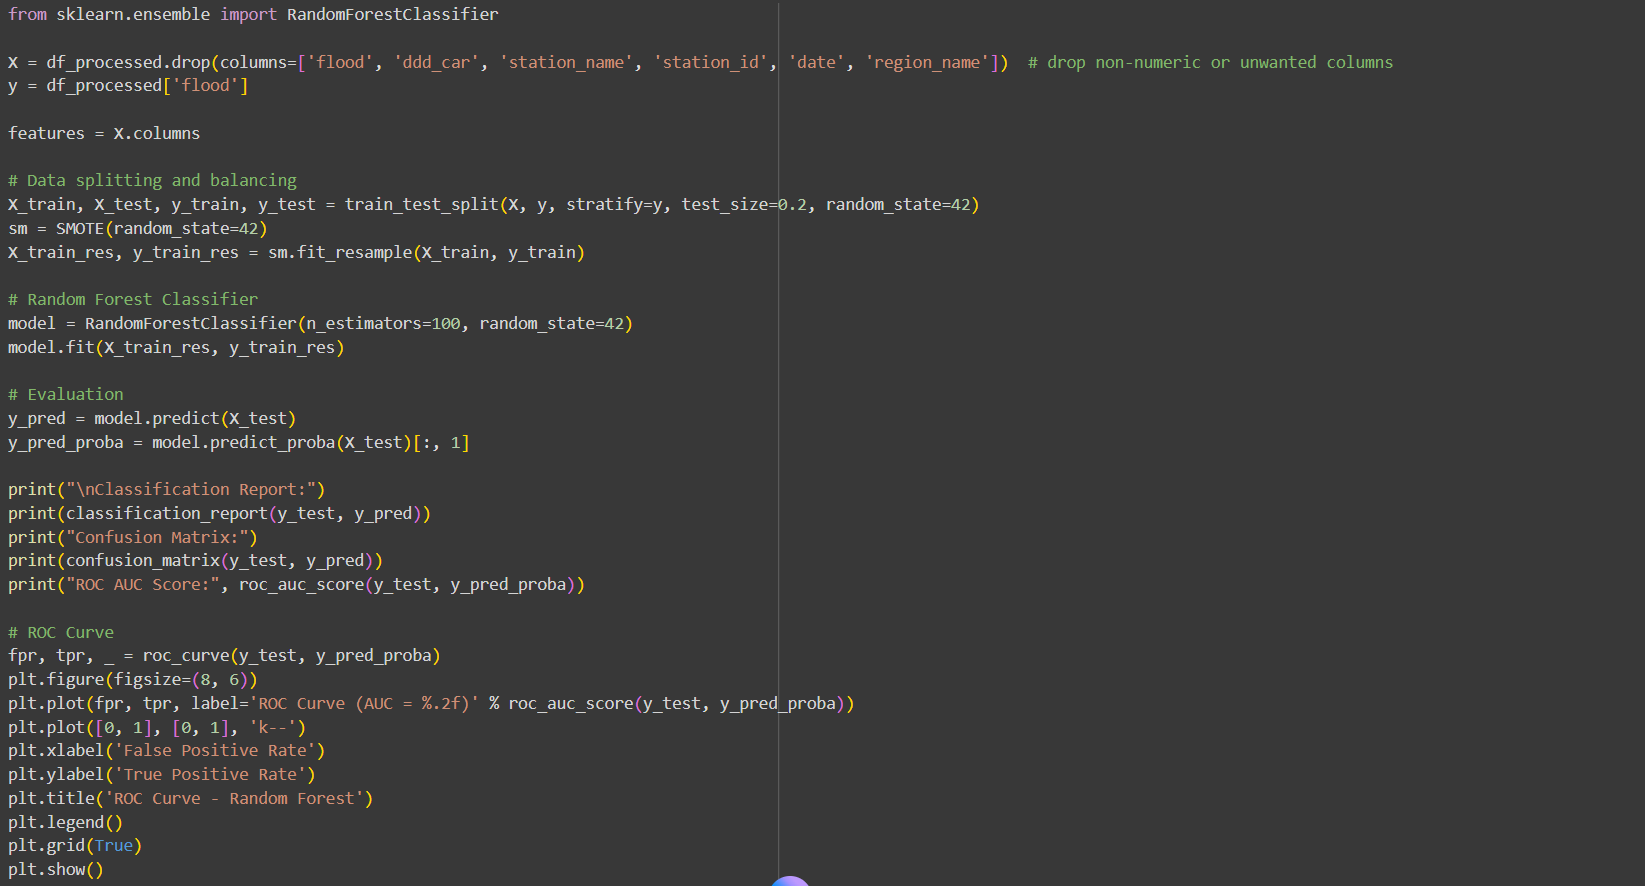 from sklearn.ensemble import RandomForestClassifier
X = df_processed.drop(columns=['flood', 'ddd_car', 'station_name', 'station_id', 'date', 'region_name'])  # drop non-numeric or unwanted columns
y = df_processed['flood']
features = X.columns
# Data splitting and balancing
X_train, X_test, y_train, y_test = train_test_split(X, y, stratify=y, test_size=0.2, random_state=42)
sm = SMOTE(random_state=42)
X_train_res, y_train_res = sm.fit_resample(X_train, y_train)
# Random Forest Classifier
model = RandomForestClassifier(n_estimators=100, random_state=42)
model.fit(X_train_res, y_train_res)
# Evaluation
y_pred = model.predict(X_test)
y_pred_proba = model.predict_proba(X_test)[:, 1]
print("\nClassification Report:")
print(classification_report(y_test, y_pred))
print("Confusion Matrix:")
print(confusion_matrix(y_test, y_pred))
print("ROC AUC Score:", roc_auc_score(y_test, y_pred_proba))
# ROC Curve
fpr, tpr, _ = roc_curve(y_test, y_pred_proba)
plt.figure(figsize=(8, 6))
plt.plot(fpr, tpr, label='ROC Curve (AUC = %.2f)' % roc_auc_score(y_test, y_pred_proba))
plt.plot([0, 1], [0, 1], 'k--')
plt.xlabel('False Positive Rate')
plt.ylabel('True Positive Rate')
plt.title('ROC Curve - Random Forest')
plt.legend()
plt.grid(True)
plt.show()